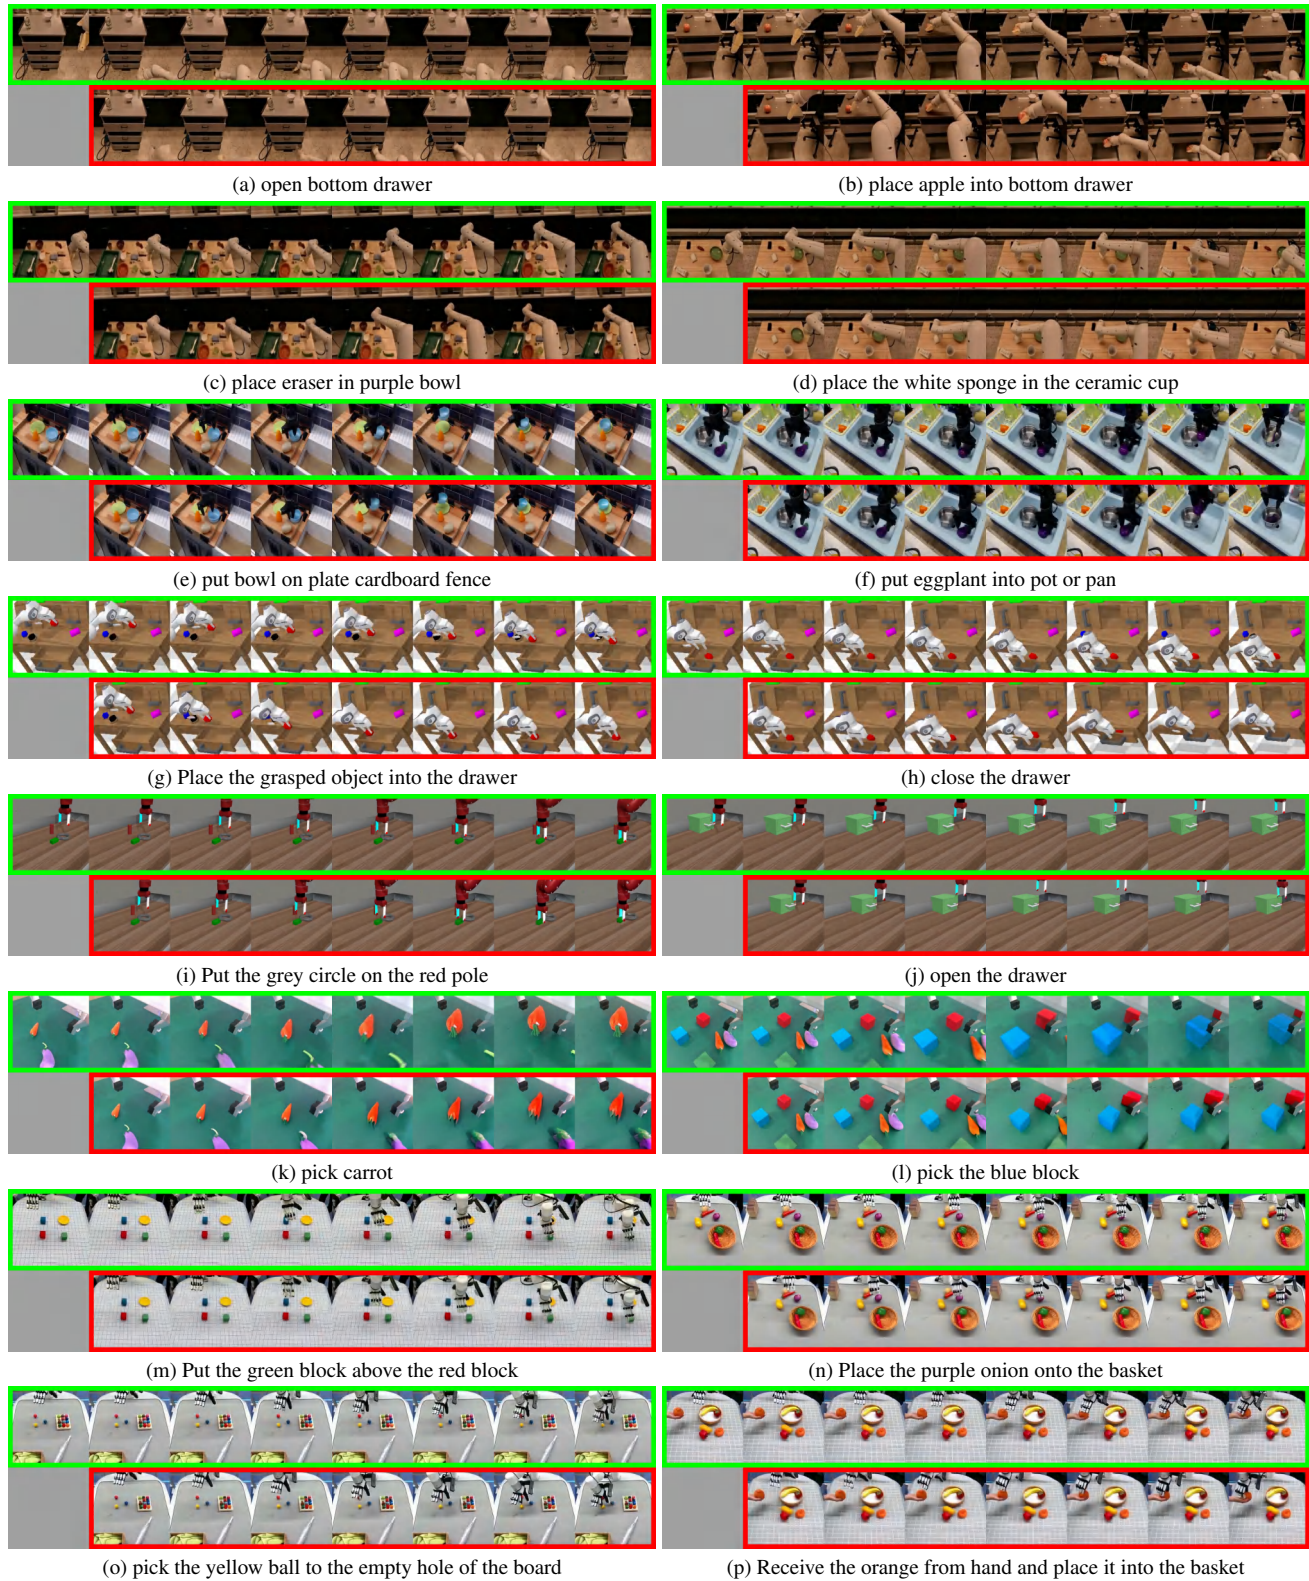 (a) open bottom drawer
(b) place apple into bottom drawer
(c) place eraser in purple bowl
(d) place the white sponge in the ceramic cup
(e) put bowl on plate cardboard fence
(f) put eggplant into pot or pan
(g) Place the grasped object into the drawer
(h) close the drawer
(i) Put the grey circle on the red pole
(j) open the drawer
(k) pick carrot
(l) pick the blue block
(m) Put the green block above the red block
(n) Place the purple onion onto the basket
(o) pick the yellow ball to the empty hole of the board
(p) Receive the orange from hand and place it into the basket